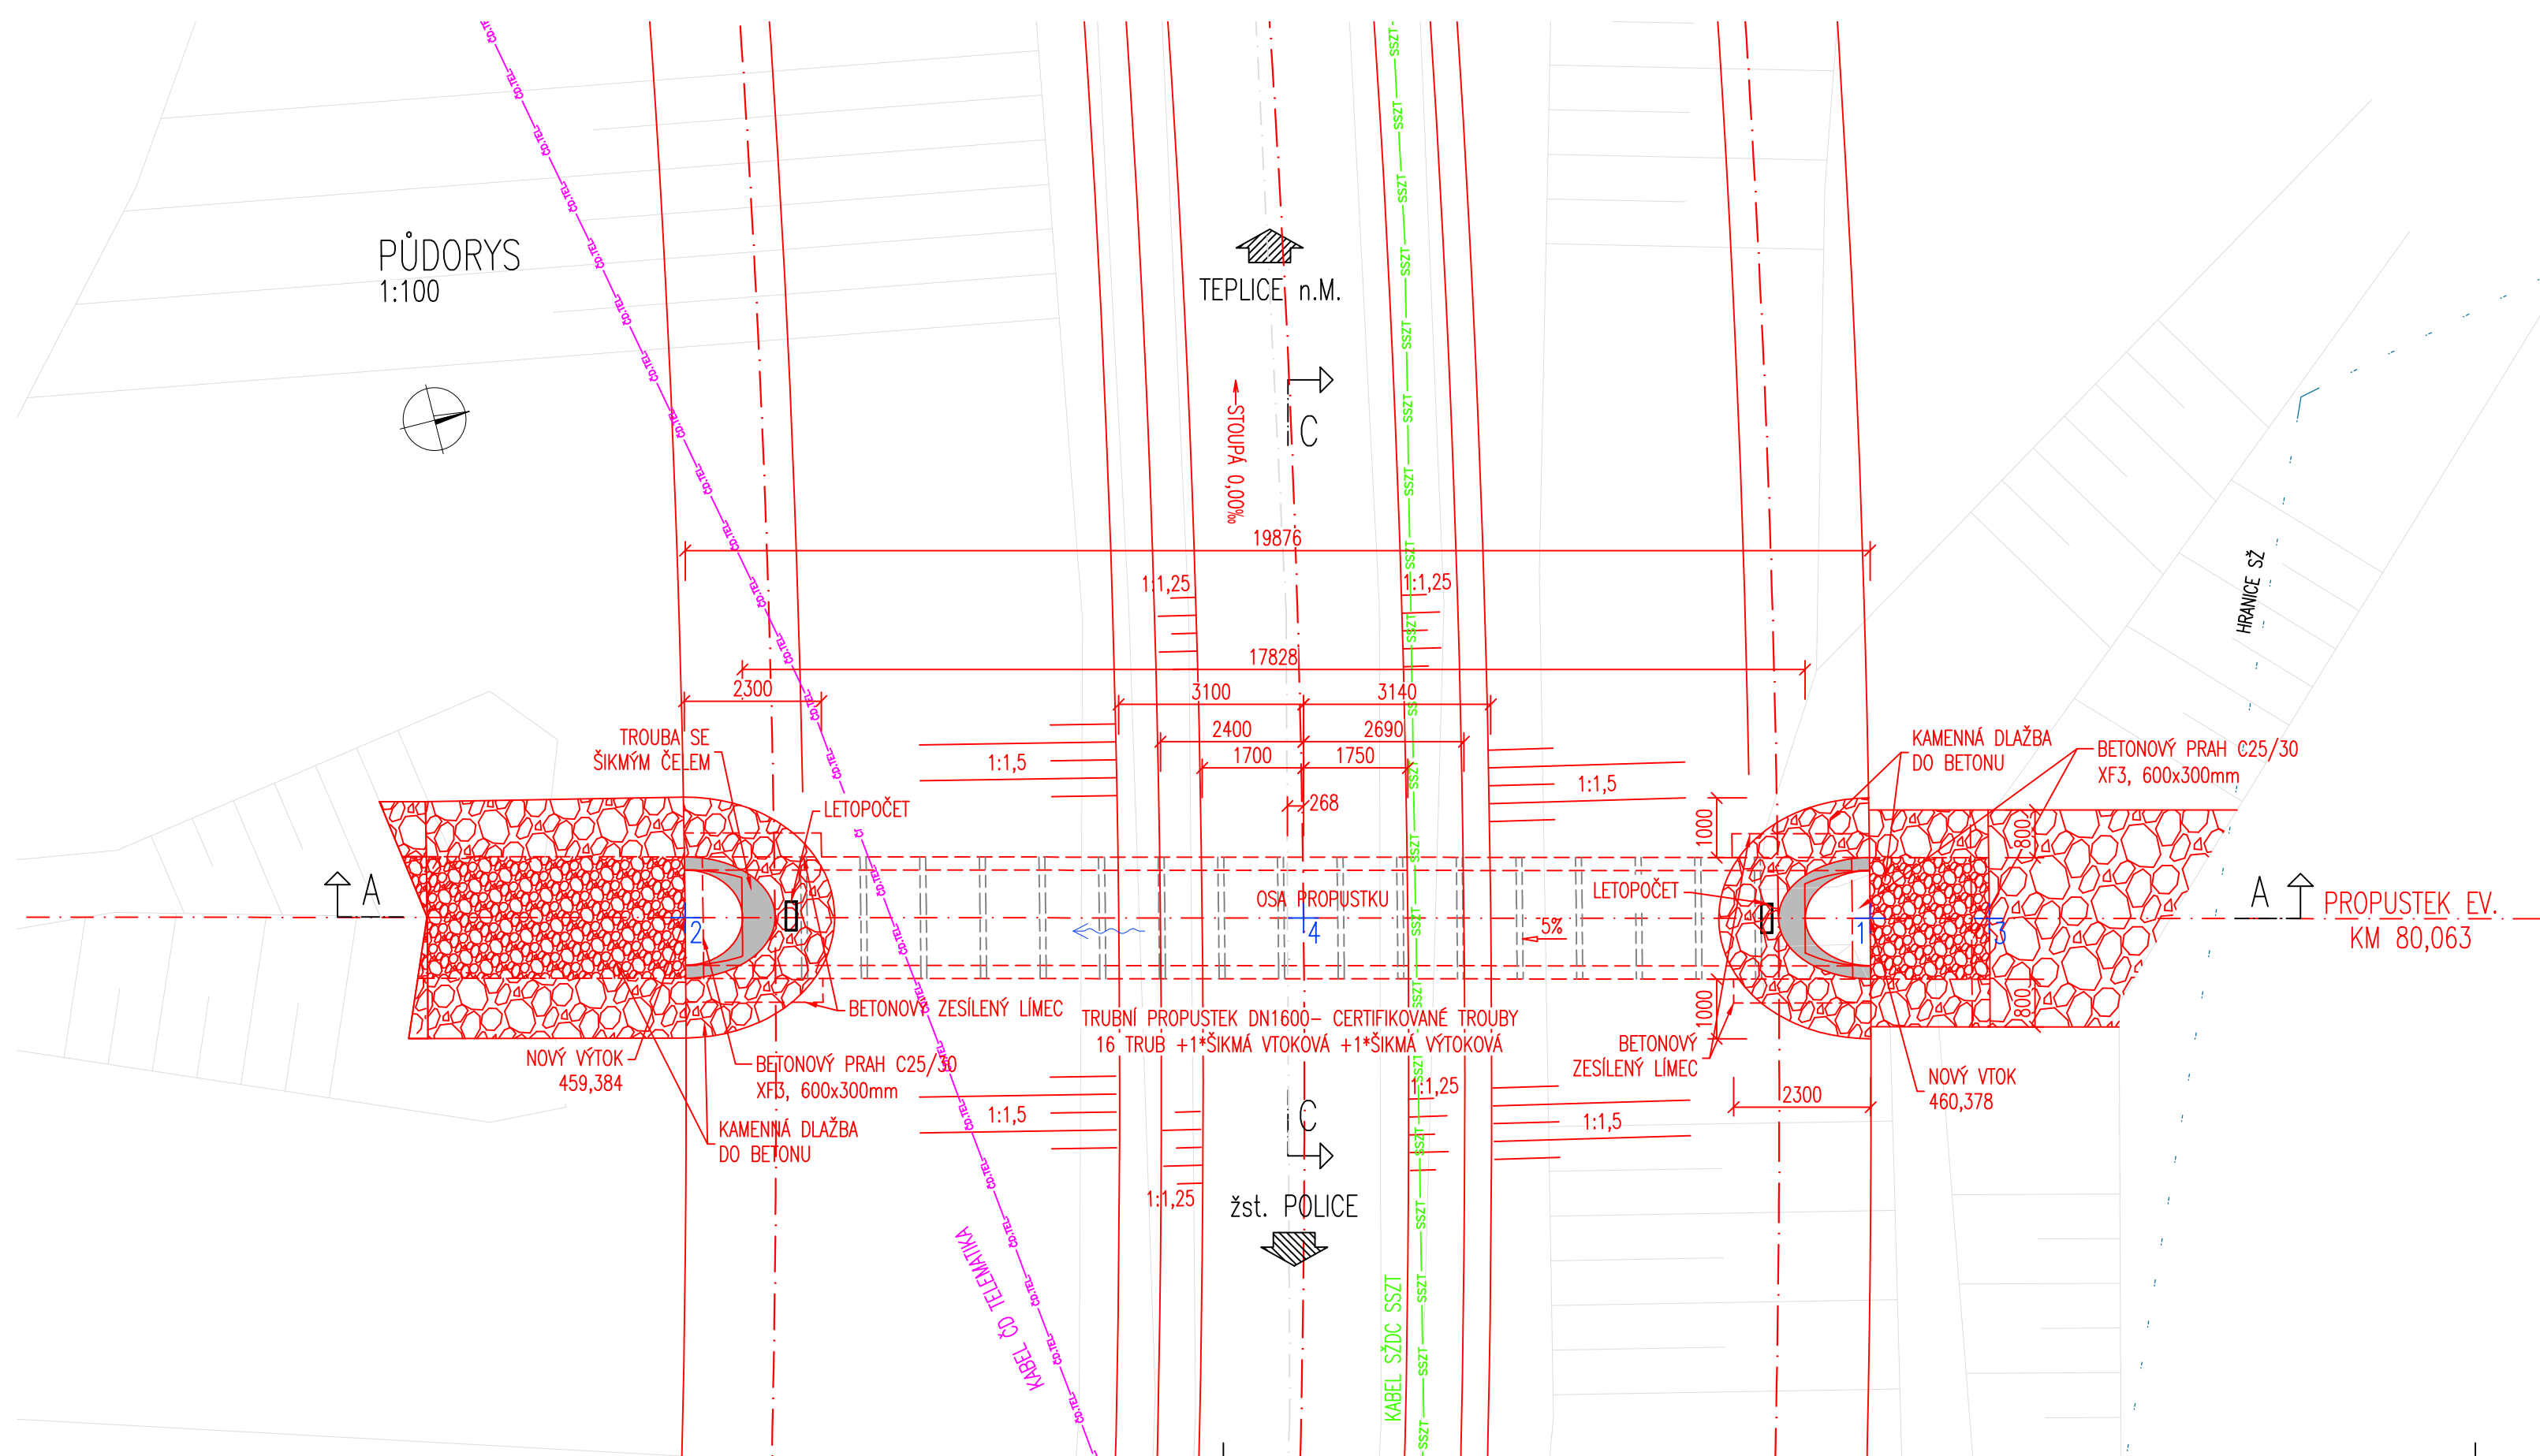 PŮDORYS
1:100
TEPLICE n.M.
STOUPÁ 0,00‰
C
19876
1:1,25
1:1,25
17828
2300
3100
3140
2400
2690
1700
1750
268
1:1,5
1:1,5
TROUBA SE
ŠIKMÝM ČELEM
LETOPOČET
KAMENNÁ DLAŽBA
DO BETONU
BETONOVÝ PRAH C25/30
XF3, 600x300mm
HRANICE SŽ
1000
800
A
OSA PROPUSTKU
LETOPOČET
A
PROPUSTEK EV.
KM 80,063
2
4
5%
1
3
BETONOVÝ ZESÍLENÝ LÍMEC
TRUBNÍ PROPUSTEK DN1600– CERTIFIKOVANÉ TROUBY
16 TRUB +1*ŠIKMÁ VTOKOVÁ +1*ŠIKMÁ VÝTOKOVÁ
1000
800
BETONOVÝ
ZESÍLENÝ LÍMEC
NOVÝ VÝTOK
459,384
BETONOVÝ PRAH C25/30
XF3, 600x300mm
NOVÝ VTOK
460,378
2300
KAMENNÁ DLAŽBA
DO BETONU
1:1,5
1:1,25
1:1,5
C
1:1,25
žst. POLICE
KABEL ČD TELEMATIKA
KABEL SŽDC SSZT
ČD.TEL.
SSZT